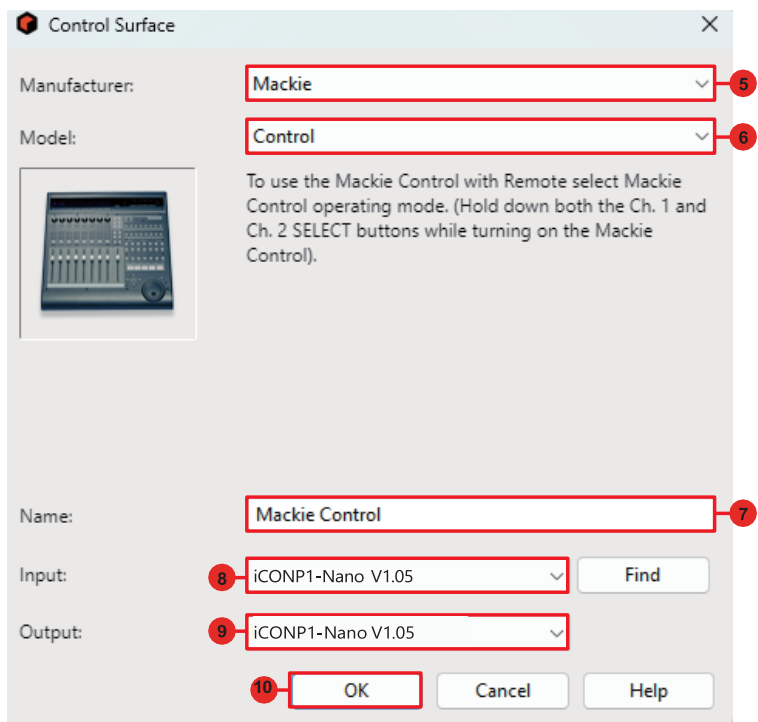 Control Surface
Manufacturer: Mackie 5
Model: Control 6
To use the Mackie Control with Remote select Mackie
Control operating mode. (Hold down both the Ch. 1 and
Ch. 2 SELECT buttons while turning on the Mackie
Control).
Name: Mackie Control 7
Input: 8 iCONP1-Nano V1.05 Find
Output: 9 iCONP1-Nano V1.05
10 OK Cancel Help